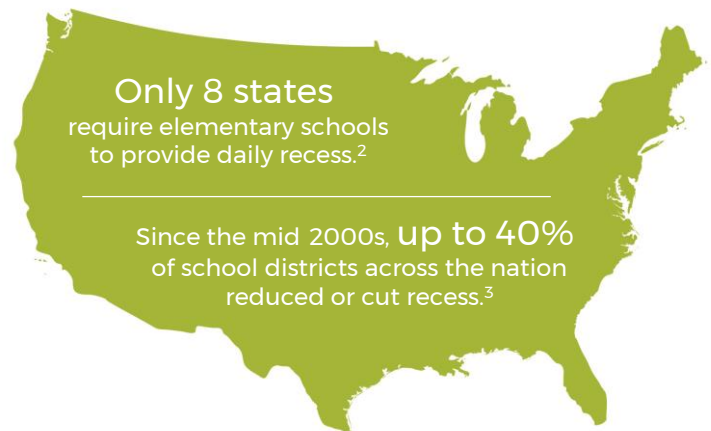 Only 8 states
require elementary schools
to provide daily recess.²
Since the mid 2000s, up to 40%
of school districts across the nation
reduced or cut recess.³